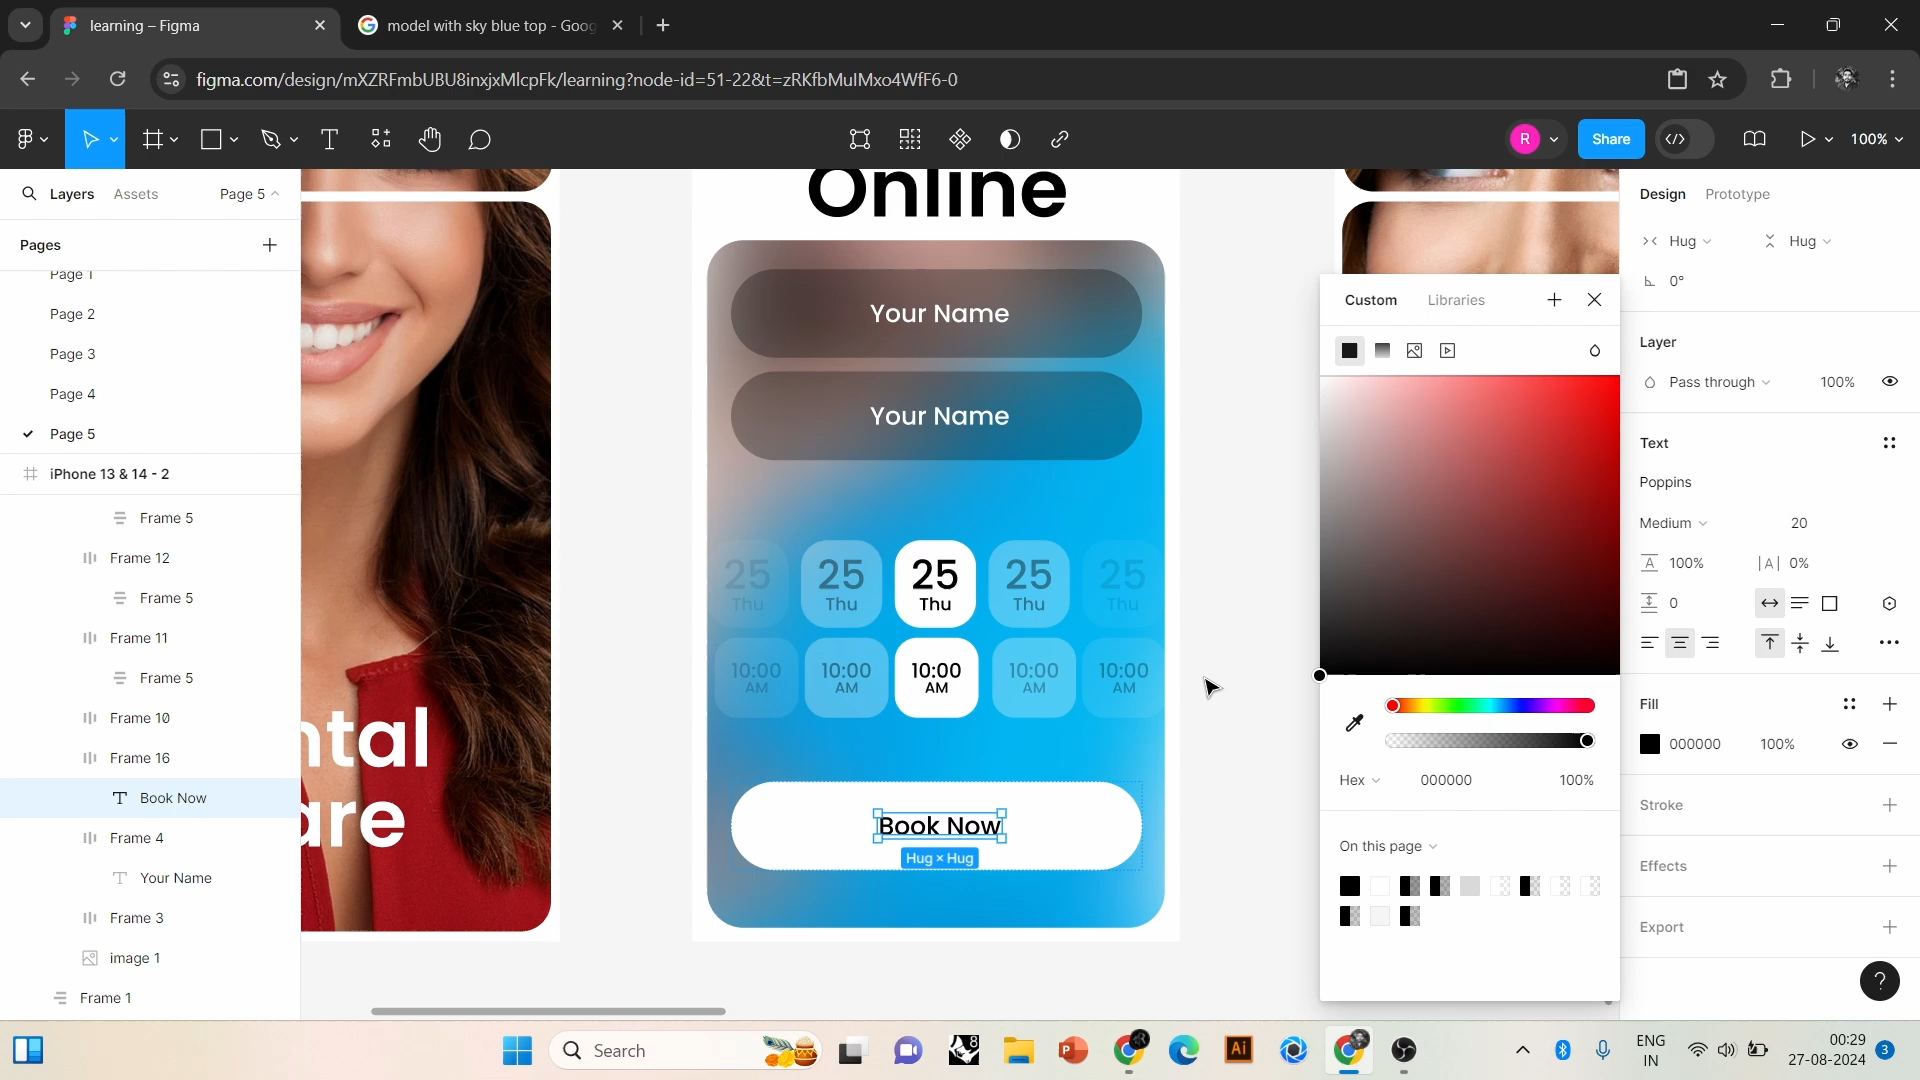 learning – Figma
model with sky blue top - Goog
figma.com/design/mXZRFmbUBU8inxjxMlcpFk/learning?node-id=51-22&t=zRKfbMulMxo4WfF6-0
R
Share
100%
Layers
Assets
Page 5
Pages
Page 1
Page 2
Page 3
Page 4
Page 5
iPhone 13 & 14 - 2
Frame 5
Frame 12
Frame 5
Frame 11
Frame 5
Frame 10
Frame 16
Book Now
Frame 4
Your Name
Frame 3
image 1
Frame 1
ntal
are
Online
Your Name
Your Name
25 25 25 25 25
Thu Thu Thu Thu Thu
10:00 10:00 10:00 10:00 10:00
AM AM AM AM AM
Book Now
Hug × Hug
Custom
Libraries
Hex
000000
100%
On this page
Design
Prototype
Hug
Hug
0°
Layer
Pass through
100%
Text
Poppins
Medium
20
100%
0%
0
Fill
000000
100%
Stroke
Effects
Export
?
Search
8
P
Ai
ENG
IN
00:29
27-08-2024
3